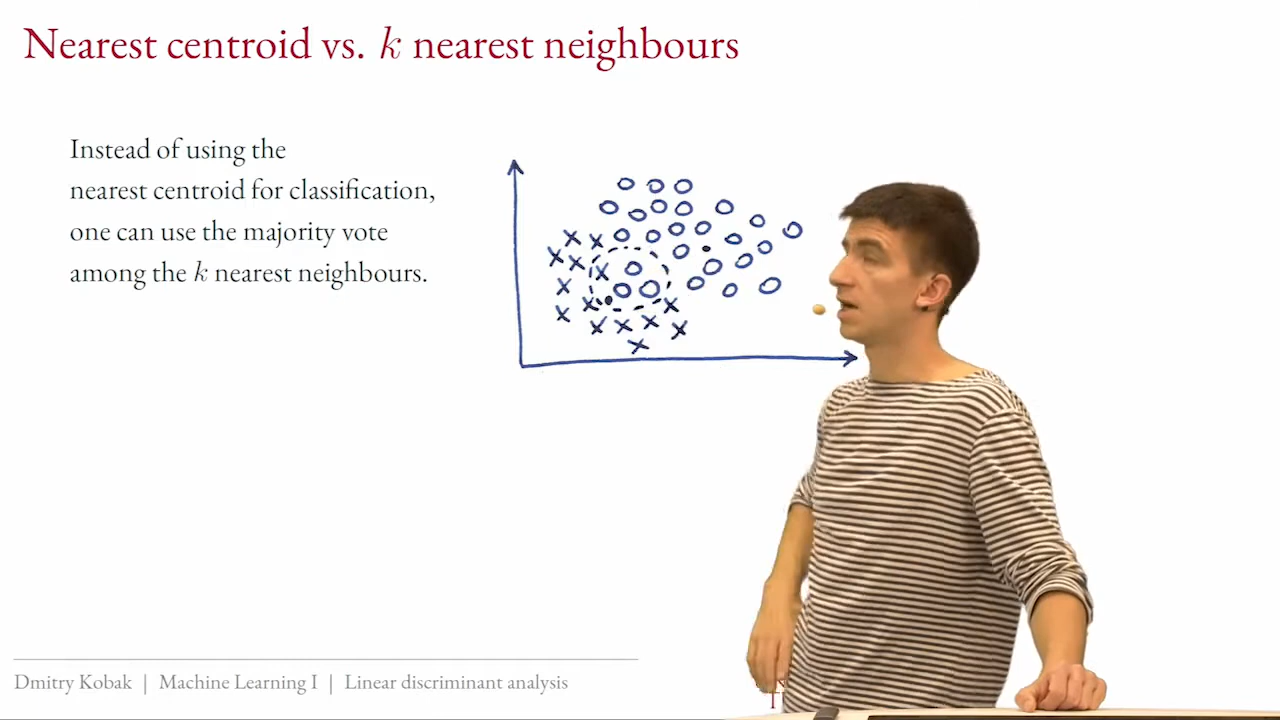 Nearest centroid vs. k nearest neighbours
Instead of using the
nearest centroid for classification,
one can use the majority vote
among the k nearest neighbours.
Dmitry Kobak | Machine Learning I | Linear discriminant analysis